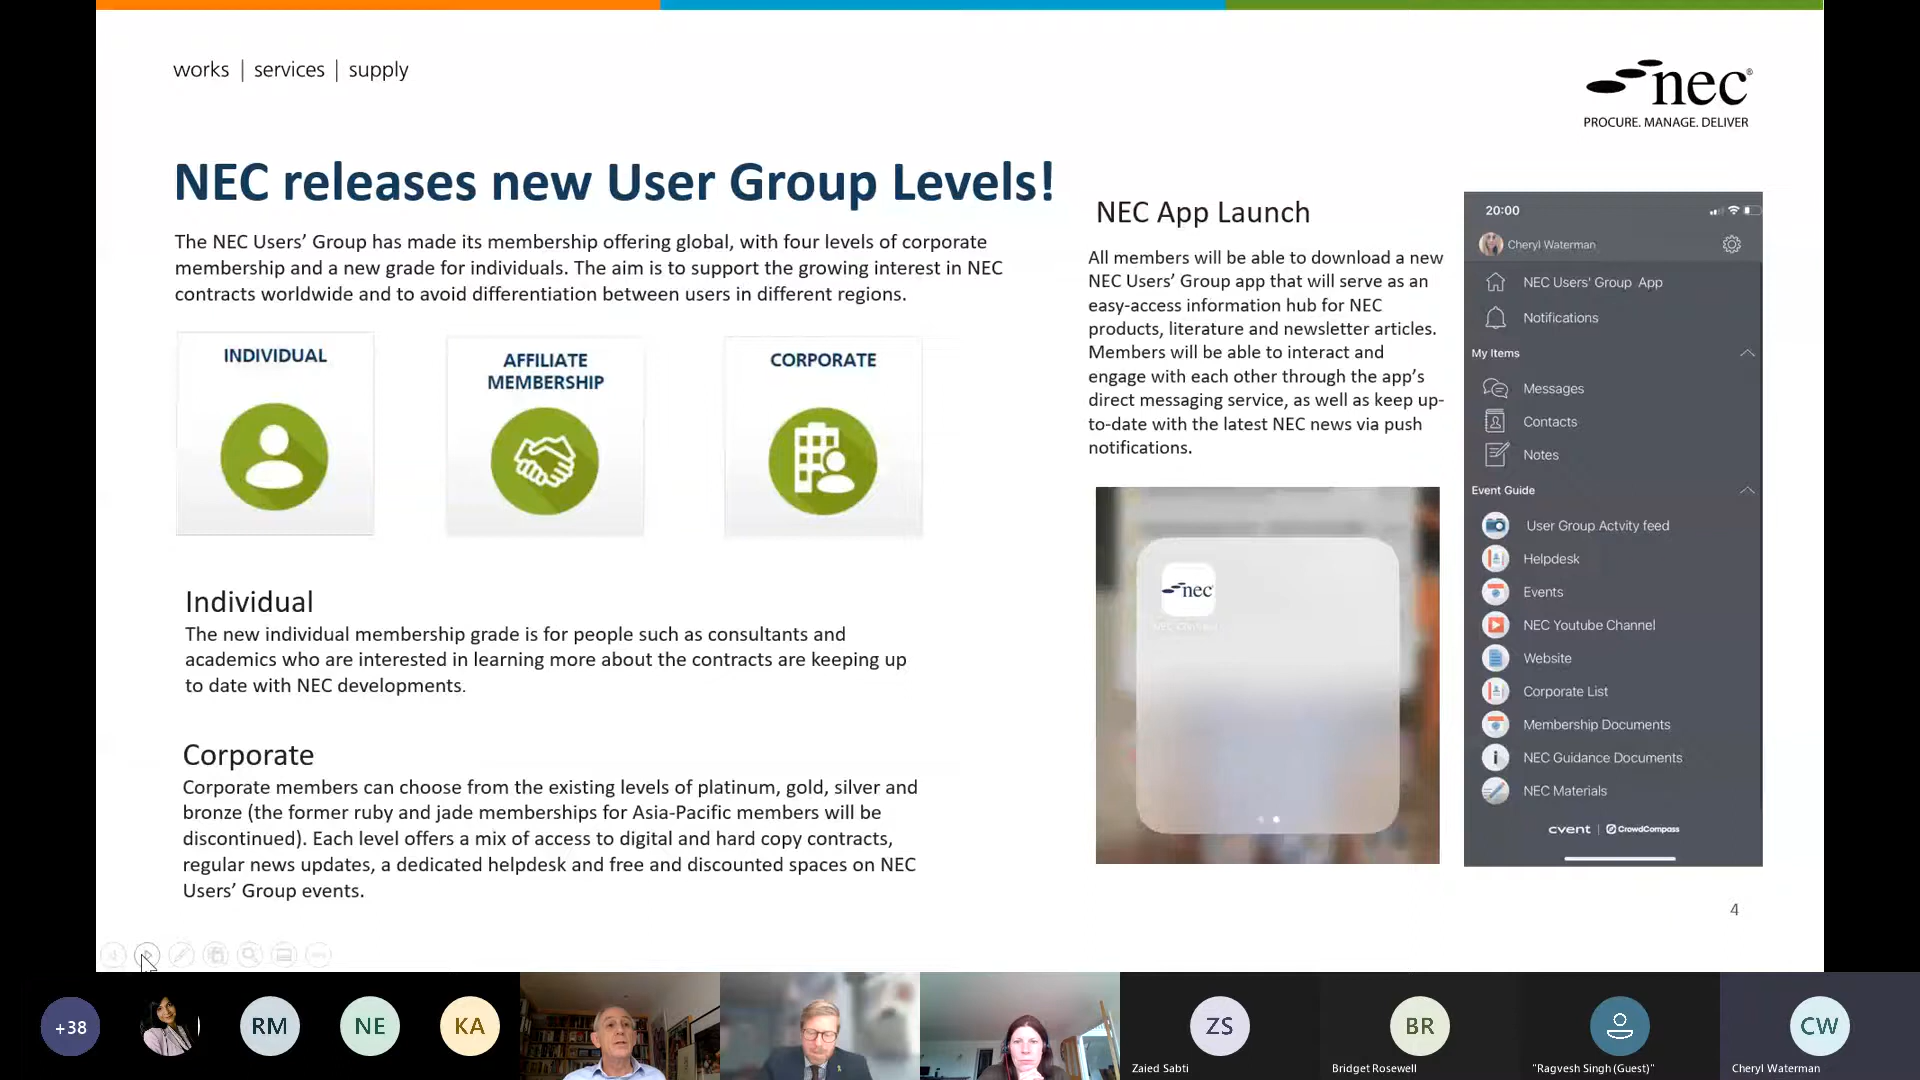 works | services | supply
nec®
PROCURE. MANAGE. DELIVER
NEC releases new User Group Levels!
The NEC Users’ Group has made its membership offering global, with four levels of corporate
membership and a new grade for individuals. The aim is to support the growing interest in NEC
contracts worldwide and to avoid differentiation between users in different regions.
INDIVIDUAL
AFFILIATE
MEMBERSHIP
CORPORATE
Individual
The new individual membership grade is for people such as consultants and
academics who are interested in learning more about the contracts are keeping up
to date with NEC developments.
Corporate
Corporate members can choose from the existing levels of platinum, gold, silver and
bronze (the former ruby and jade memberships for Asia-Pacific members will be
discontinued). Each level offers a mix of access to digital and hard copy contracts,
regular news updates, a dedicated helpdesk and free and discounted spaces on NEC
Users’ Group events.
NEC App Launch
All members will be able to download a new
NEC Users’ Group app that will serve as an
easy-access information hub for NEC
products, literature and newsletter articles.
Members will be able to interact and
engage with each other through the app’s
direct messaging service, as well as keep up-
to-date with the latest NEC news via push
notifications.
nec
20:00
Cheryl Waterman
NEC Users' Group App
Notifications
My Items
Messages
Contacts
Notes
Event Guide
User Group Actvity feed
Helpdesk
Events
NEC Youtube Channel
Website
Corporate List
Membership Documents
NEC Guidance Documents
NEC Materials
cvent | CrowdCompass
4
+38
RM
NE
KA
ZS
Zaied Sabti
BR
Bridget Rosewell
"Ragvesh Singh (Guest)"
CW
Cheryl Waterman